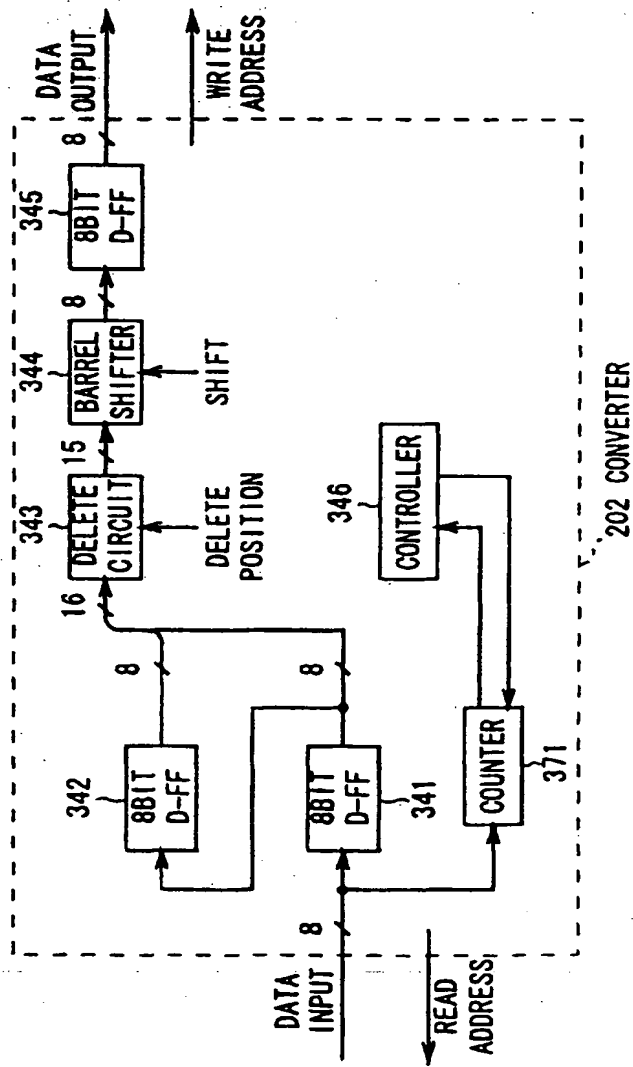 DATA
INPUT
8
READ
ADDRESS
342
8BIT
D-FF
8
8BIT
D-FF
341
8
COUNTER
371
346
CONTROLLER
16
343
DELETE
CIRCUIT
DELETE
POSITION
15
344
BARREL
SHIFTER
SHIFT
8
345
8BIT
D-FF
8
DATA
OUTPUT
WRITE
ADDRESS
202 CONVERTER